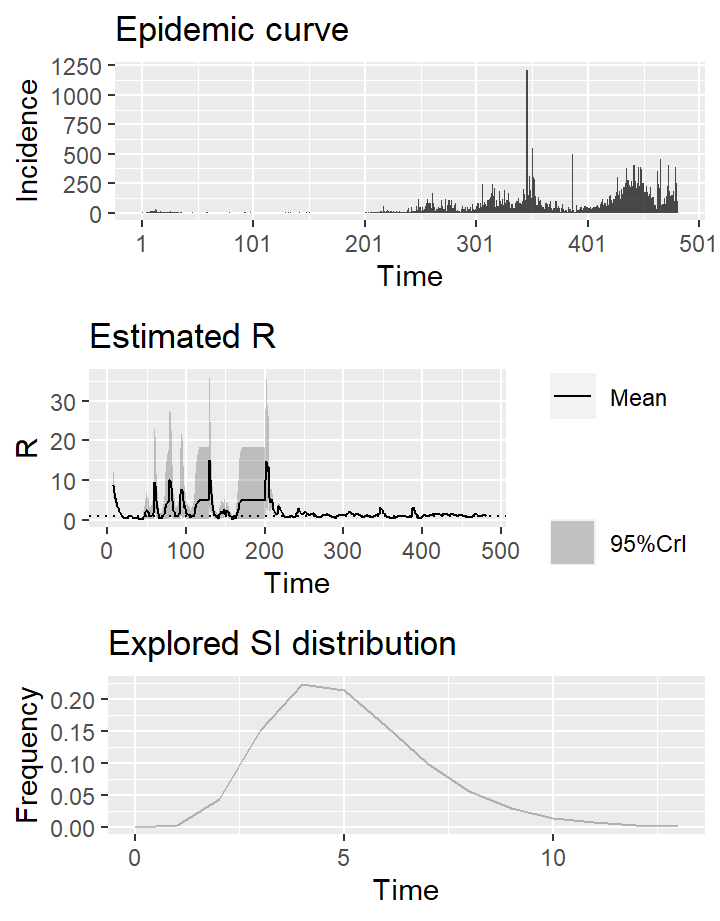 Epidemic curve
Incidence
1250
1000
750
500
250
0
1 101 201 301 401 501
Time
Estimated R
R
30
20
10
0
0 100 200 300 400 500
Time
Mean
95%CrI
Explored SI distribution
Frequency
0.20
0.15
0.10
0.05
0.00
0 5 10
Time